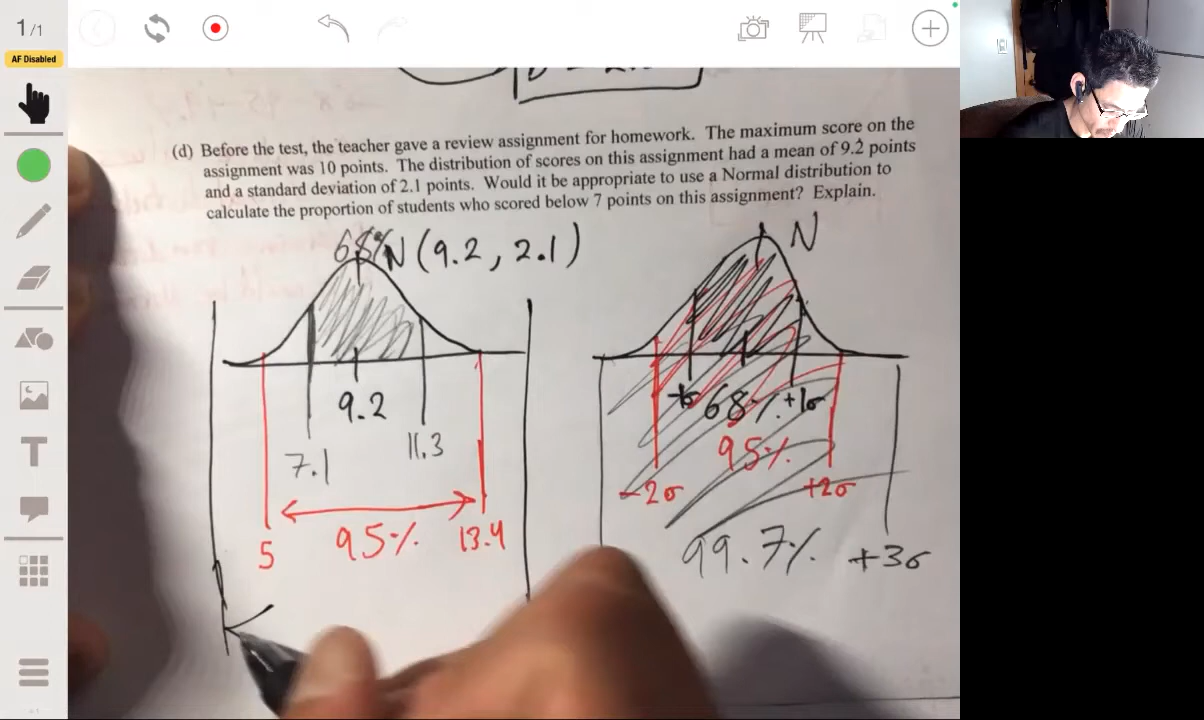 1/1
AF Disabled
(d) Before the test, the teacher gave a review assignment for homework. The maximum score on the
assignment was 10 points. The distribution of scores on this assignment had a mean of 9.2 points
and a standard deviation of 2.1 points. Would it be appropriate to use a Normal distribution to
calculate the proportion of students who scored below 7 points on this assignment? Explain.
68% N (9.2, 2.1)
N
9.2
7.1
11.3
5
95%
13.4
68%
+1σ
95%
-2σ
+2σ
99.7%
+3σ
T